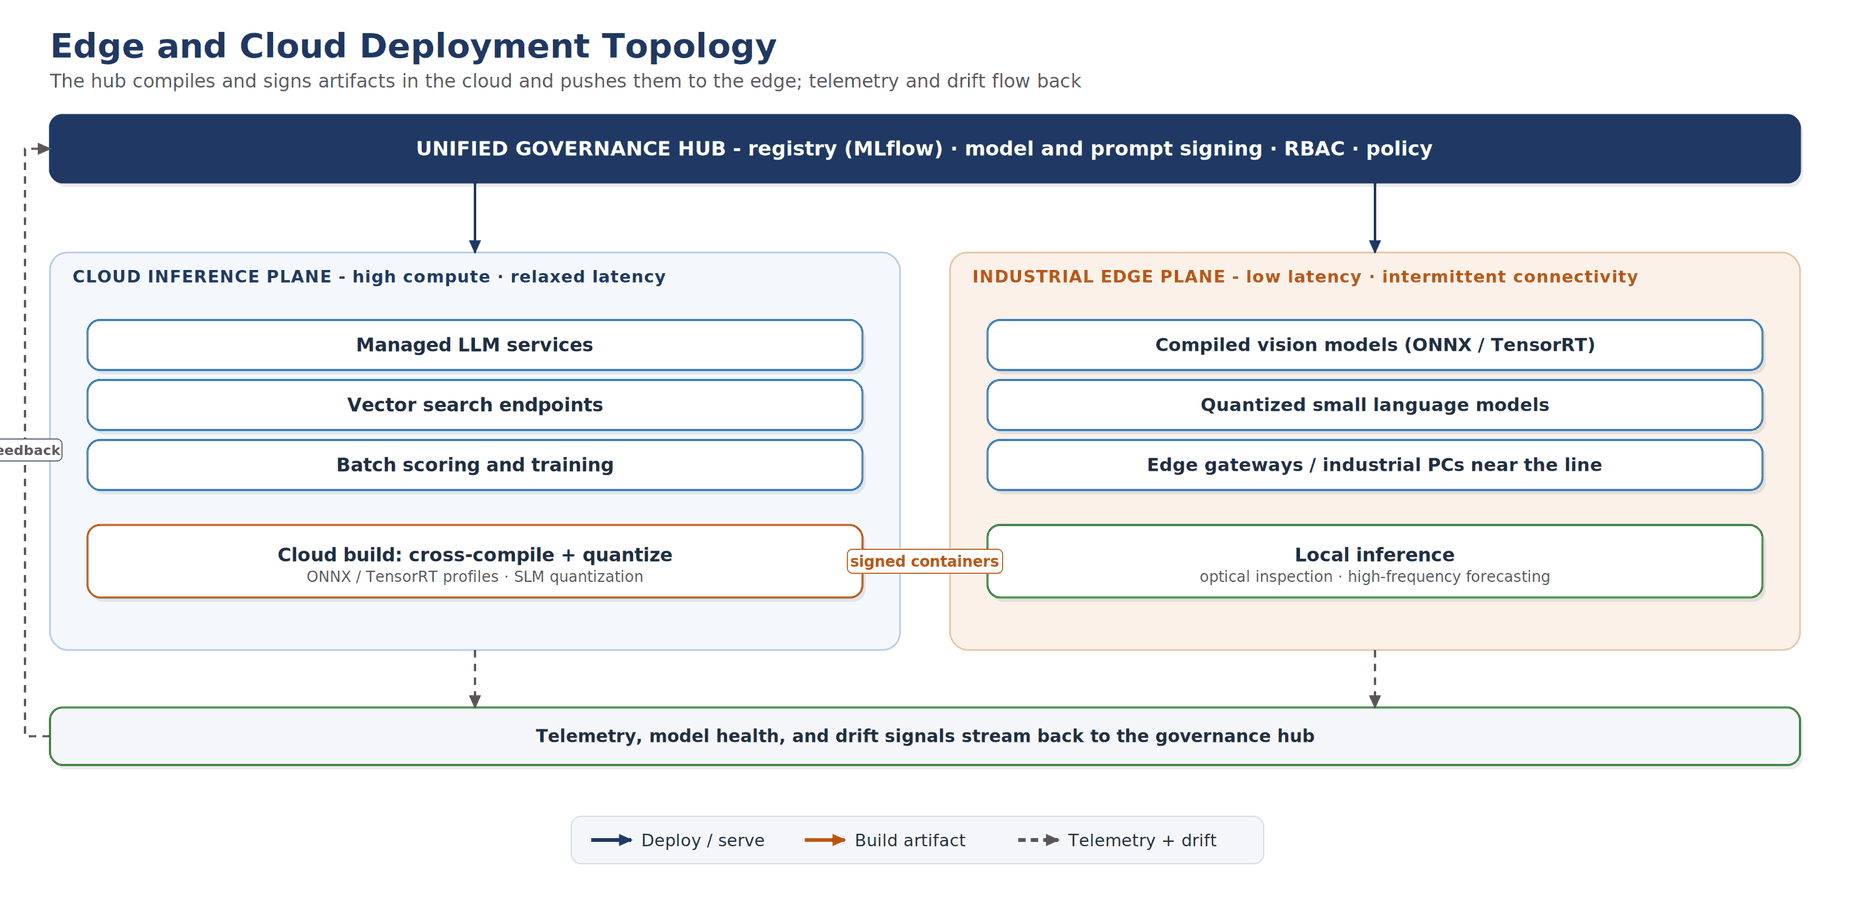 Edge and Cloud Deployment Topology
The hub compiles and signs artifacts in the cloud and pushes them to the edge; telemetry and drift flow back
UNIFIED GOVERNANCE HUB - registry (MLflow) · model and prompt signing · RBAC · policy
CLOUD INFERENCE PLANE - high compute · relaxed latency
Managed LLM services
Vector search endpoints
Batch scoring and training
Cloud build: cross-compile + quantize
ONNX / TensorRT profiles · SLM quantization
signed containers
INDUSTRIAL EDGE PLANE - low latency · intermittent connectivity
Compiled vision models (ONNX / TensorRT)
Quantized small language models
Edge gateways / industrial PCs near the line
Local inference
optical inspection · high-frequency forecasting
eedback
Telemetry, model health, and drift signals stream back to the governance hub
Deploy / serve
Build artifact
Telemetry + drift